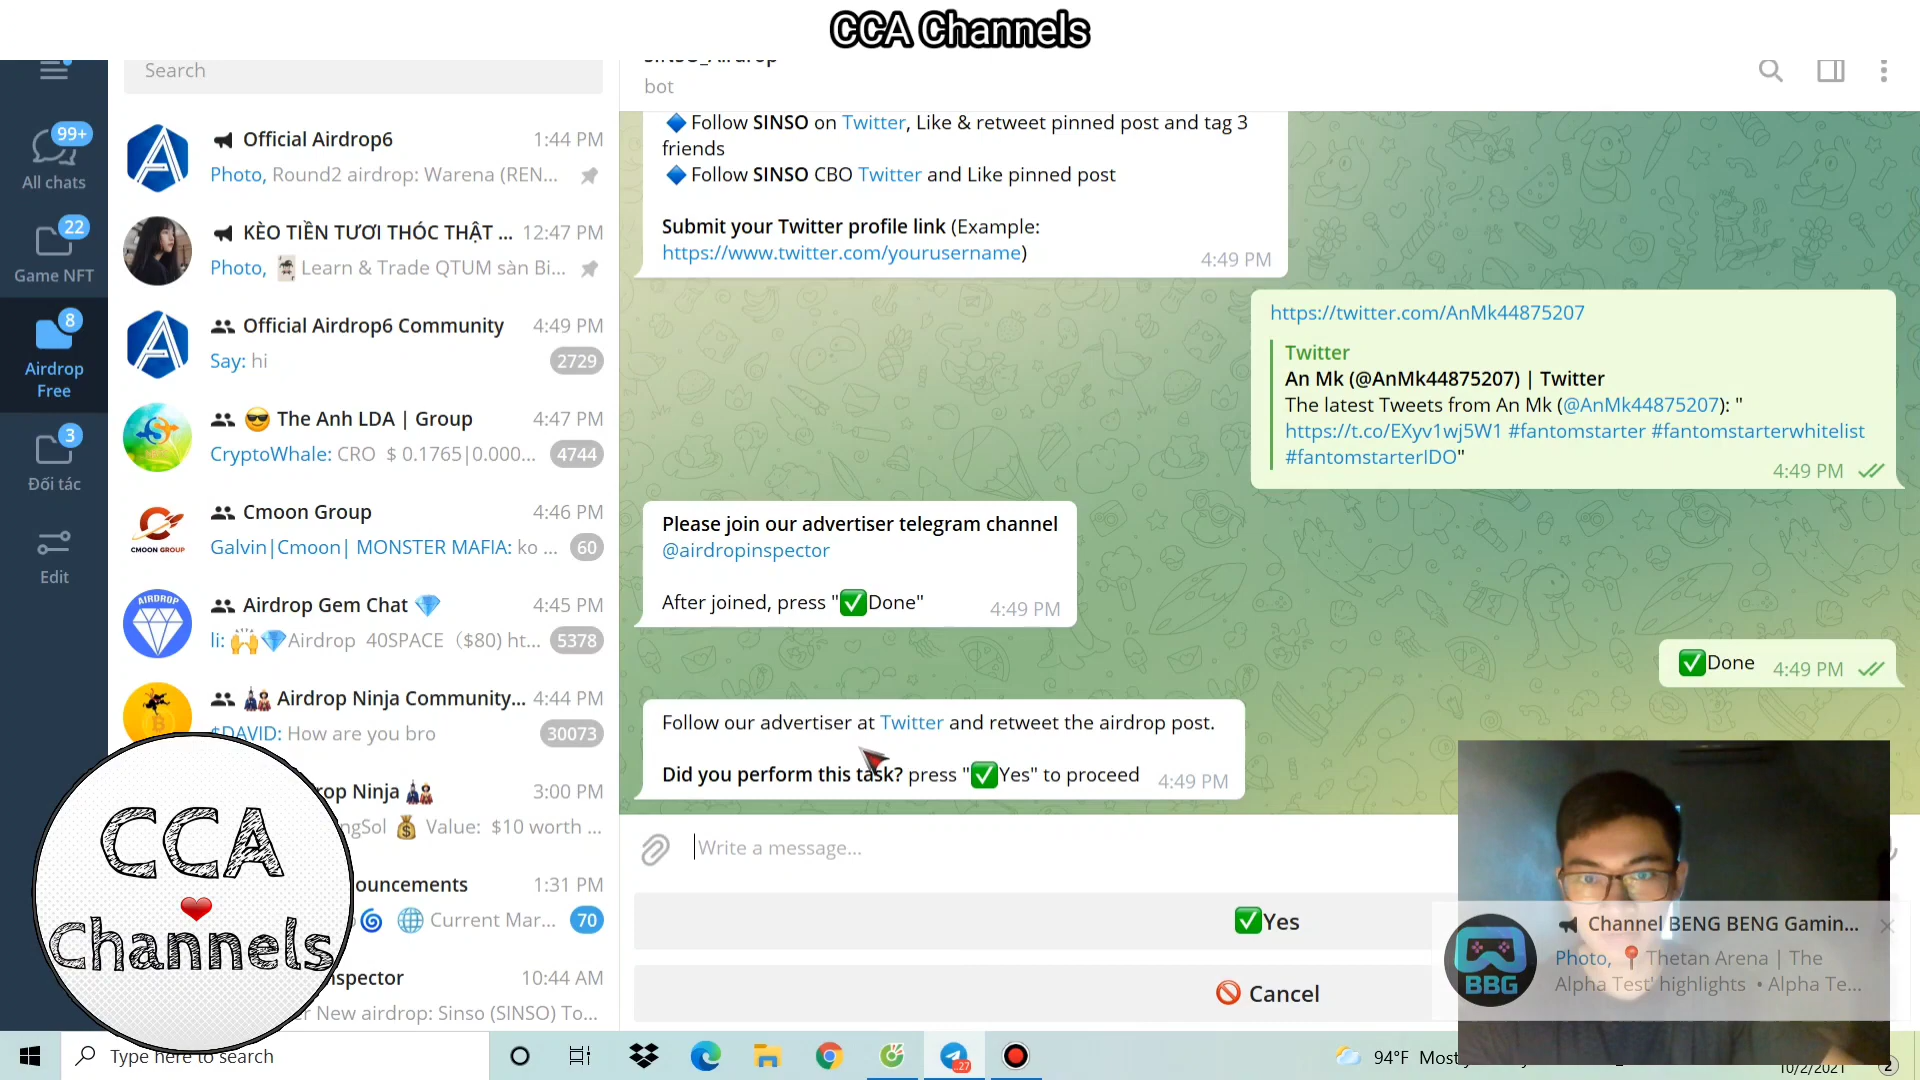 CCA Channels
Search
bot
99+
All chats
22
Game NFT
8
Airdrop
Free
3
Đối tác
Edit
Official Airdrop6 1:44 PM
Photo, Round2 airdrop: Warena (REN...
KÈO TIỀN TƯƠI THÓC THẬT ... 12:47 PM
Photo, Learn & Trade QTUM sàn Bi...
Official Airdrop6 Community 4:49 PM
Say: hi 2729
😎 The Anh LDA | Group 4:47 PM
CryptoWhale: CRO $ 0.1765|0.000... 4744
Cmoon Group 4:46 PM
CMOON GROUP
Galvin|Cmoon| MONSTER MAFIA: ko ... 60
AIRDROP
Airdrop Gem Chat 💎 4:45 PM
li: 🙌💎Airdrop 40SPACE（$80) ht... 5378
🎎 Airdrop Ninja Community... 4:44 PM
$DAVID: How are you bro 30073
rop Ninja 🎎 3:00 PM
ngSol 💰 Value: $10 worth ...
ouncements 1:31 PM
🌀 🌐 Current Mar... 70
nspector 10:44 AM
r New airdrop: Sinso (SINSO) To...
CCA
❤
Channels
🔷 Follow SINSO on Twitter, Like & retweet pinned post and tag 3
friends
🔷 Follow SINSO CBO Twitter and Like pinned post
Submit your Twitter profile link (Example:
https://www.twitter.com/yourusername) 4:49 PM
https://twitter.com/AnMk44875207
Twitter
An Mk (@AnMk44875207) | Twitter
The latest Tweets from An Mk (@AnMk44875207): "
https://t.co/EXyv1wj5W1 #fantomstarter #fantomstarterwhitelist
#fantomstarterIDO"
4:49 PM
Please join our advertiser telegram channel
@airdropinspector
After joined, press "✅Done" 4:49 PM
✅Done 4:49 PM
Follow our advertiser at Twitter and retweet the airdrop post.
Did you perform this task? press "✅Yes" to proceed 4:49 PM
Write a message...
✅Yes
🚫 Cancel
Channel BENG BENG Gamin...
Photo, 📍 Thetan Arena | The
Alpha Test' highlights • Alpha Te...
BBG
Type here to search
..27
94°F Most
10/2/2021
2